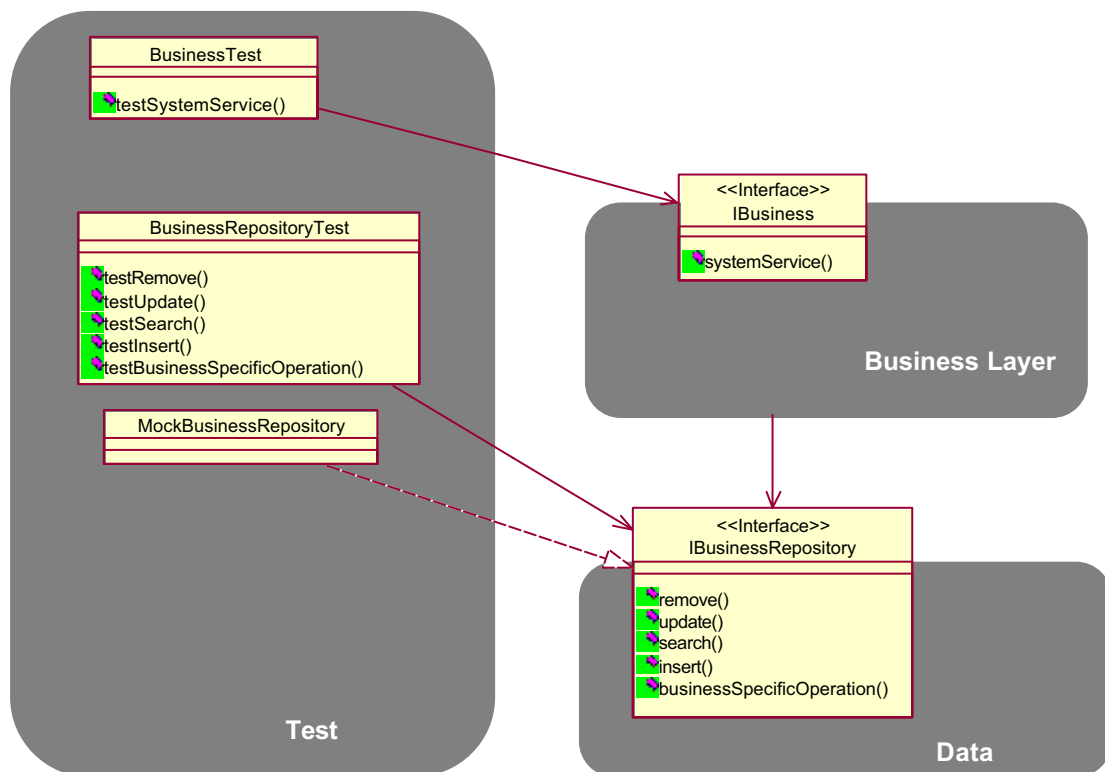 BusinessTest
testSystemService()
BusinessRepositoryTest
testRemove()
testUpdate()
testSearch()
testInsert()
testBusinessSpecificOperation()
MockBusinessRepository
Test
<<Interface>>
IBusiness
systemService()
Business Layer
<<Interface>>
IBusinessRepository
remove()
update()
search()
insert()
businessSpecificOperation()
Data